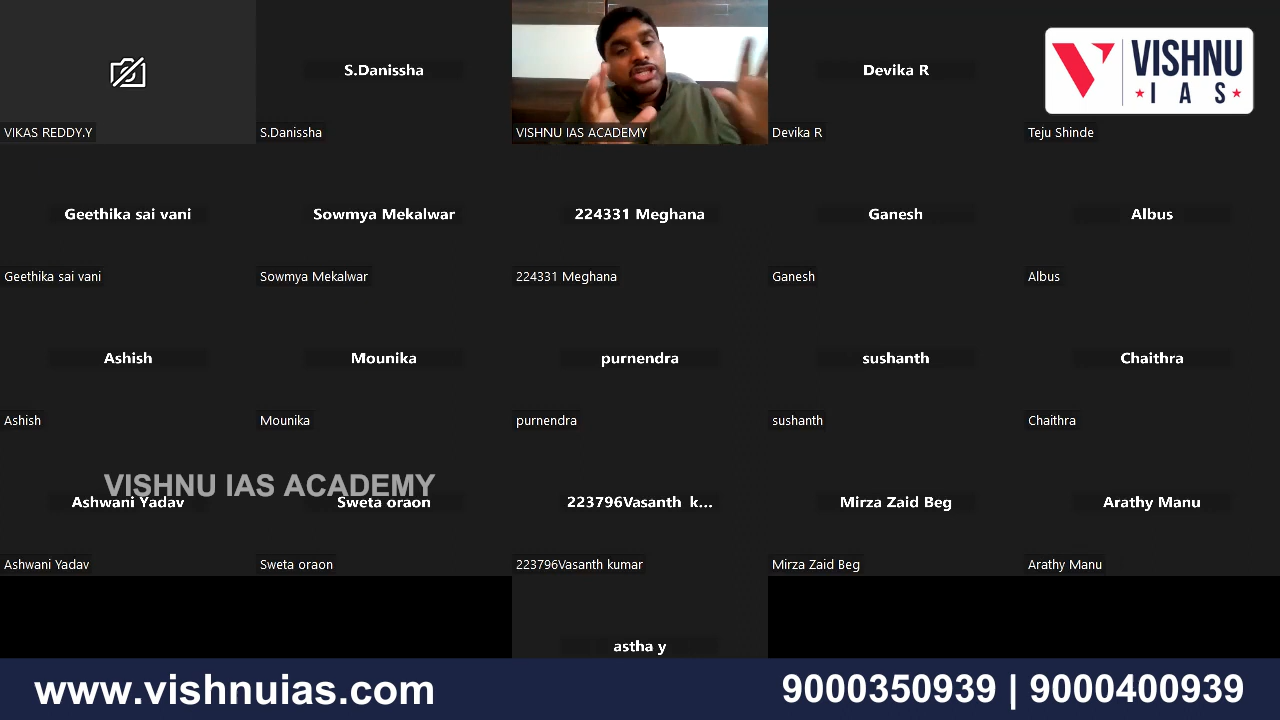 S.Danissha
Devika R
VISHNU
IAS
VIKAS REDDY.Y
S.Danissha
VISHNU IAS ACADEMY
Devika R
Teju Shinde
Geethika sai vani
Sowmya Mekalwar
224331 Meghana
Ganesh
Albus
Geethika sai vani
Sowmya Mekalwar
224331 Meghana
Ganesh
Albus
Ashish
Mounika
purnendra
sushanth
Chaithra
Ashish
Mounika
purnendra
sushanth
Chaithra
VISHNU IAS ACADEMY
Ashwani Yadav
Sweta oraon
223796Vasanth k...
Mirza Zaid Beg
Arathy Manu
Ashwani Yadav
Sweta oraon
223796Vasanth kumar
Mirza Zaid Beg
Arathy Manu
astha y
www.vishnuias.com
9000350939 | 9000400939